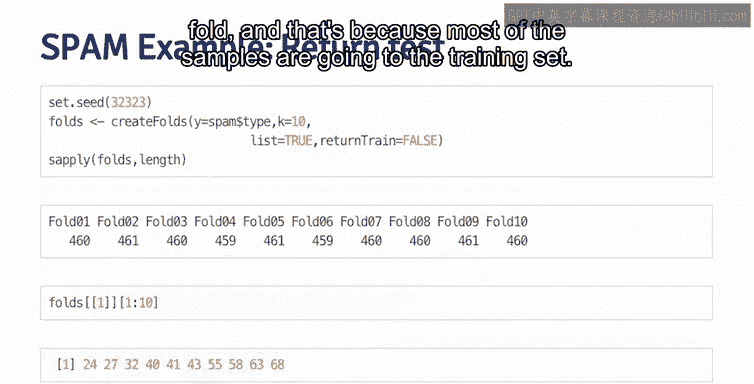 fold, and that's because most of the
samples are going to the training set.
SPAM Example: Return test
set.seed(32323)
folds <- createFolds(y=spam$type,k=10,
list=TRUE,returnTrain=FALSE)
sapply(folds,length)
Fold01 Fold02 Fold03 Fold04 Fold05 Fold06 Fold07 Fold08 Fold09 Fold10
460 461 460 459 461 459 460 460 461 460
folds[[1]][1:10]
[1] 24 27 32 40 41 43 55 58 63 68